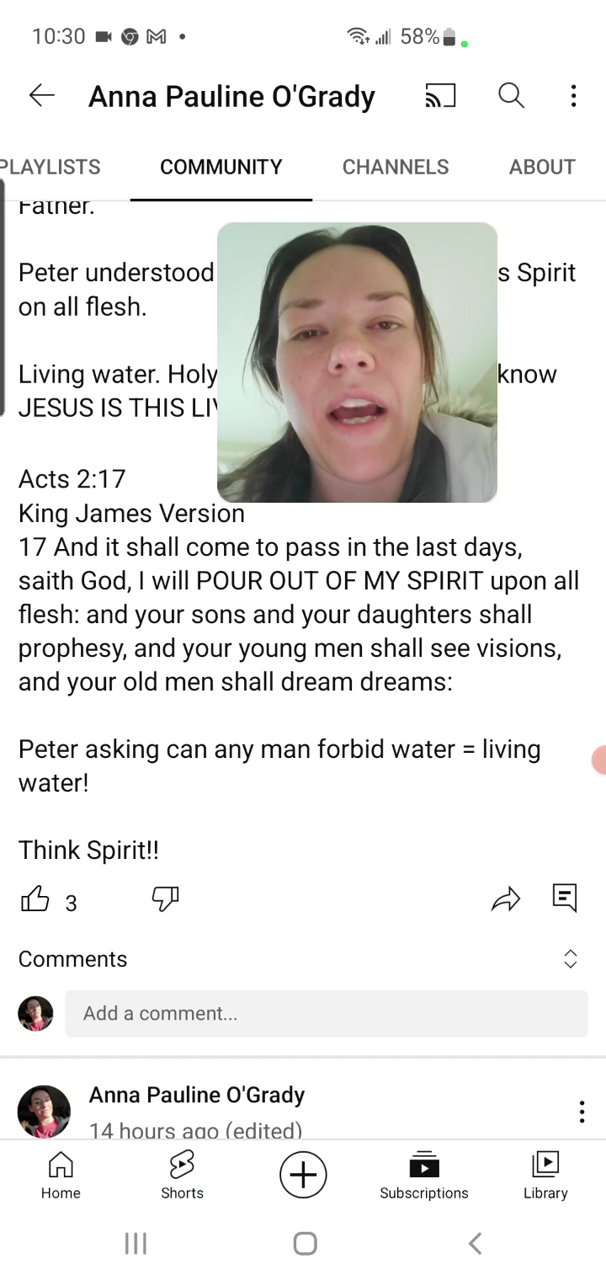 10:30 58%
Anna Pauline O'Grady
PLAYLISTS COMMUNITY CHANNELS ABOUT
Father.
Peter understood s Spirit
on all flesh.
Living water. Holy know
JESUS IS THIS
Acts 2:17
King James Version
17 And it shall come to pass in the last days,
saith God, I will POUR OUT OF MY SPIRIT upon all
flesh: and your sons and your daughters shall
prophesy, and your young men shall see visions,
and your old men shall dream dreams:
Peter asking can any man forbid water = living
water!
Think Spirit!!
3
Comments
Add a comment...
Anna Pauline O'Grady
14 hours ago (edited)
Home Shorts Subscriptions Library